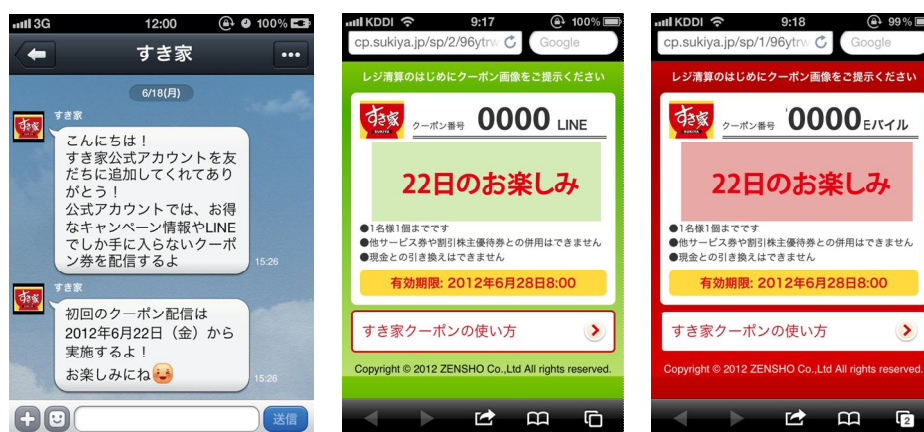 3G 12:00 100%
すき家
6/18(月)
すき家
すき家
こんにちは！
すき家公式アカウントを友
だちに追加してくれてあり
がとう！
公式アカウントでは、お得
なキャンペーン情報やLINE
でしか手に入らないクーポ
ン券を配信するよ
15:26
すき家
すき家
初回のクーポン配信は
2012年6月22日（金）から
実施するよ！
お楽しみにね
15:26
送信
KDDI 9:17 100%
cp.sukiya.jp/sp/2/96ytrw Google
レジ清算のはじめにクーポン画像をご提示ください
すき家
SUKIYA
クーポン番号 0000 LINE
22日のお楽しみ
●1名様1個までです
●他サービス券や割引株主優待券との併用はできません
●現金との引き換えはできません
有効期限: 2012年6月28日8:00
すき家クーポンの使い方
Copyright © 2012 ZENSHO Co.,Ltd All rights reserved.
KDDI 9:18 99%
cp.sukiya.jp/sp/1/96ytrw Google
レジ清算のはじめにクーポン画像をご提示ください
すき家
SUKIYA
クーポン番号 '0000 Eバイル
22日のお楽しみ
●1名様1個までです
●他サービス券や割引株主優待券との併用はできません
●現金との引き換えはできません
有効期限: 2012年6月28日8:00
すき家クーポンの使い方
Copyright © 2012 ZENSHO Co.,Ltd All rights reserved.
2